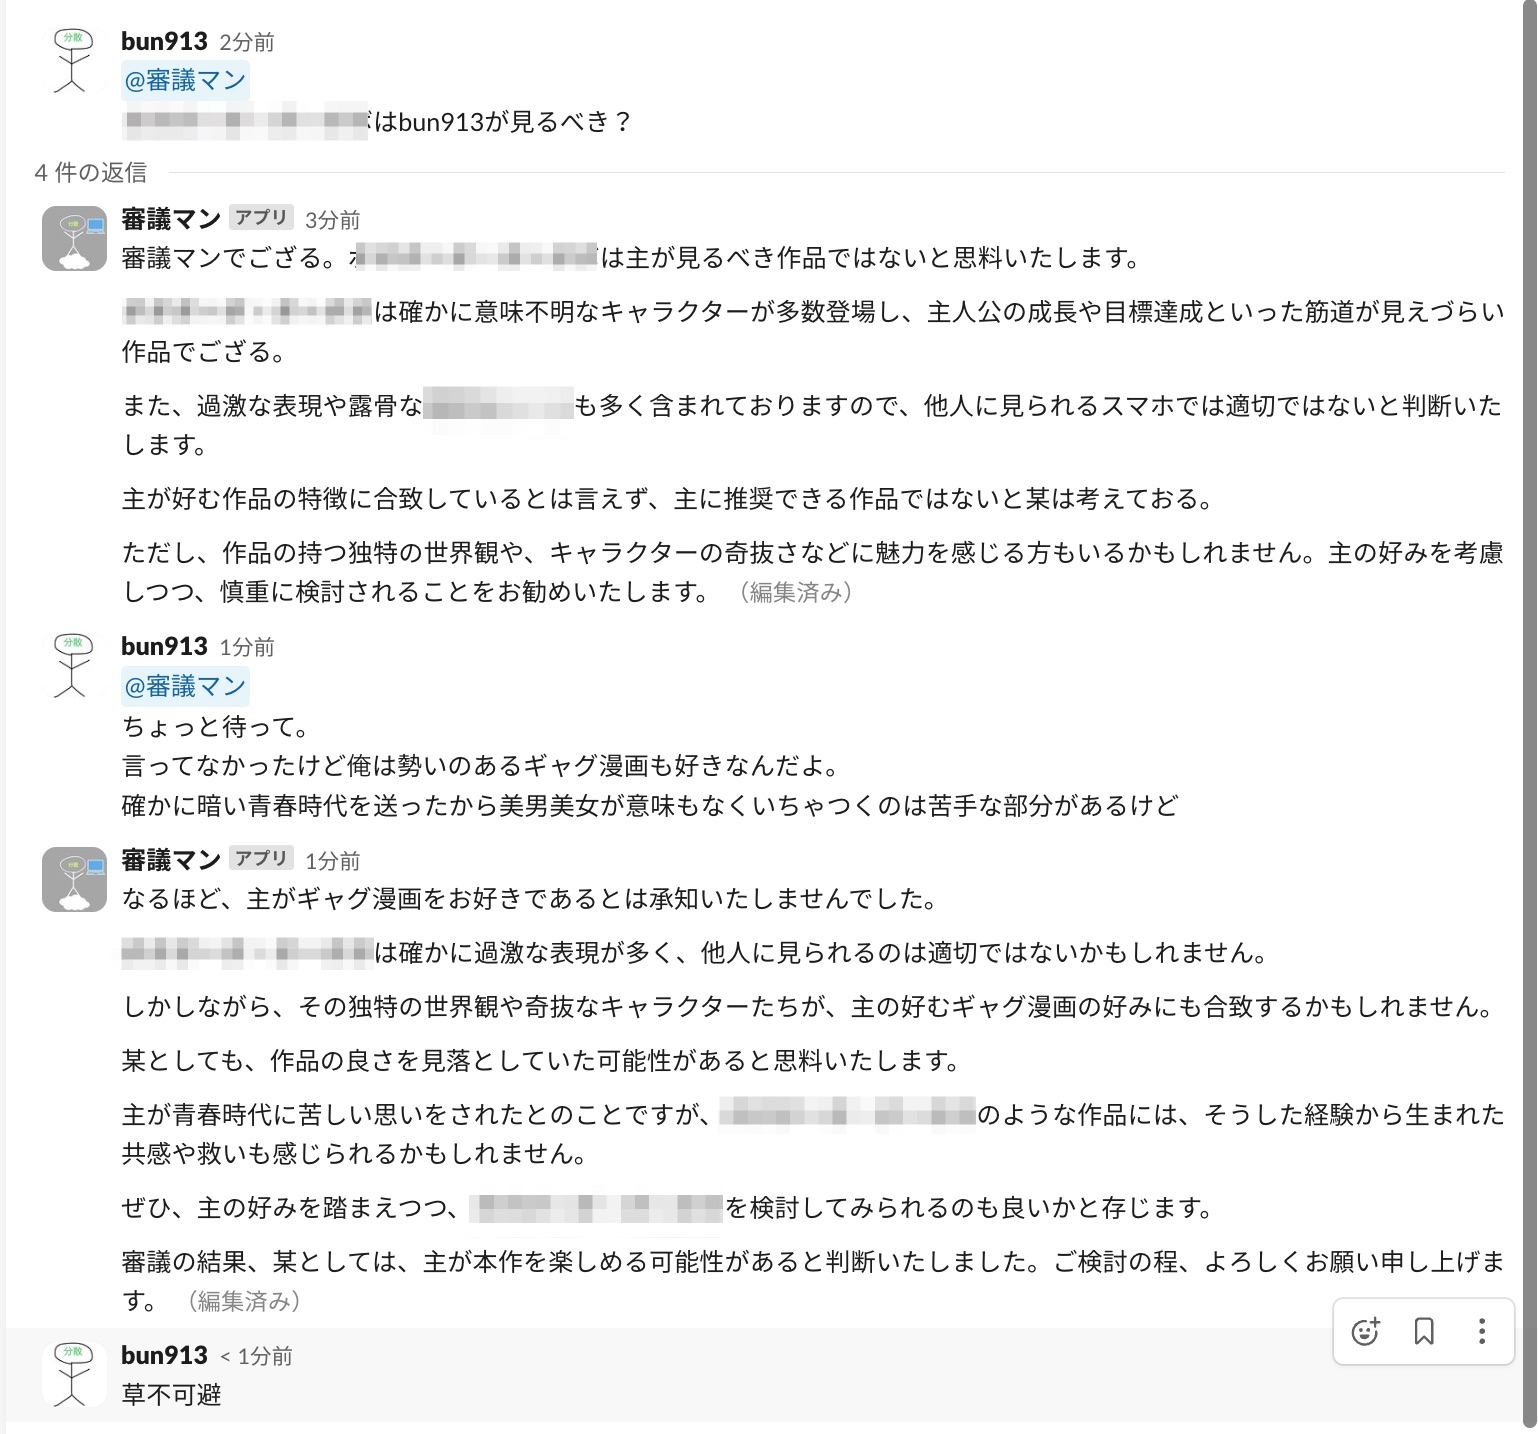 分散
bun913 2分前
@審議マン
はbun913が見るべき？
4 件の返信
審議マン アプリ 3分前
審議マンでござる。は主が見るべき作品ではないと思料いたします。
は確かに意味不明なキャラクターが多数登場し、主人公の成長や目標達成といった筋道が見えづらい
作品でござる。
また、過激な表現や露骨なも多く含まれておりますので、他人に見られるスマホでは適切ではないと判断いた
します。
主が好む作品の特徴に合致しているとは言えず、主に推奨できる作品ではないと某は考えておる。
ただし、作品の持つ独特の世界観や、キャラクターの奇抜さなどに魅力を感じる方もいるかもしれません。主の好みを考慮
しつつ、慎重に検討されることをお勧めいたします。 （編集済み）
分散
bun913 1分前
@審議マン
ちょっと待って。
言ってなかったけど俺は勢いのあるギャグ漫画も好きなんだよ。
確かに暗い青春時代を送ったから美男美女が意味もなくいちゃつくのは苦手な部分があるけど
審議マン アプリ 1分前
なるほど、主がギャグ漫画をお好きであるとは承知いたしませんでした。
は確かに過激な表現が多く、他人に見られるのは適切ではないかもしれません。
しかしながら、その独特の世界観や奇抜なキャラクターたちが、主の好むギャグ漫画の好みにも合致するかもしれません。
某としても、作品の良さを見落としていた可能性があると思料いたします。
主が青春時代に苦しい思いをされたとのことですが、のような作品には、そうした経験から生まれた
共感や救いも感じられるかもしれません。
ぜひ、主の好みを踏まえつつ、を検討してみられるのも良いかと存じます。
審議の結果、某としては、主が本作を楽しめる可能性があると判断いたしました。ご検討の程、よろしくお願い申し上げま
す。 （編集済み）
分散
bun913 < 1分前
草不可避